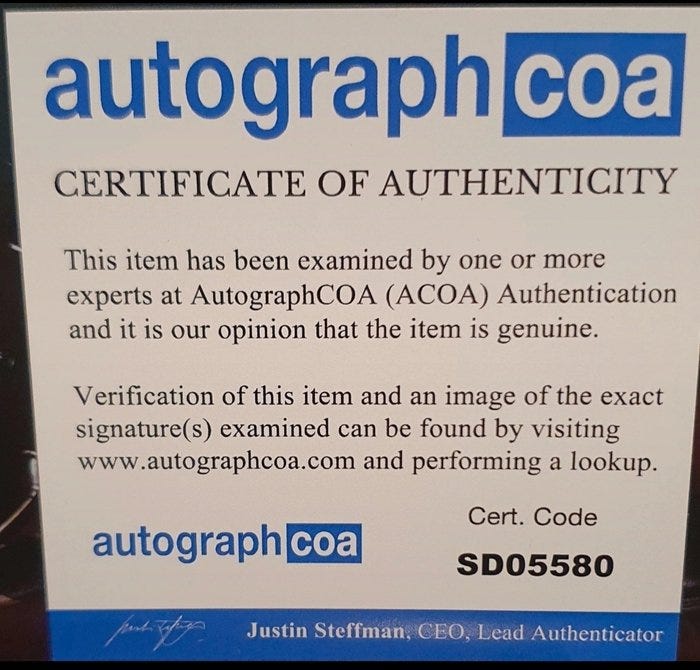 autographcoa
CERTIFICATE OF AUTHENTICITY
This item has been examined by one or more
experts at AutographCOA (ACOA) Authentication
and it is our opinion that the item is genuine.
Verification of this item and an image of the exact
signature(s) examined can be found by visiting
www.autographcoa.com and performing a lookup.
Cert. Code
autographcoa
SD05580
Justin Steffman, CEO, Lead Authenticator